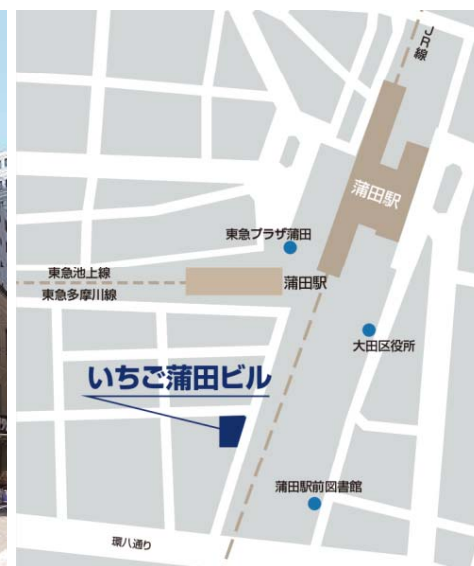 JR線
蒲田駅
東急プラザ蒲田
蒲田駅
東急池上線
東急多摩川線
大田区役所
いちご蒲田ビル
蒲田駅前図書館
環八通り